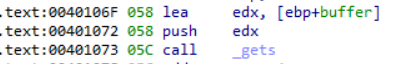 .text:0040106F 058 lea edx, [ebp+buffer]
.text:00401072 058 push edx
.text:00401073 05C call _gets